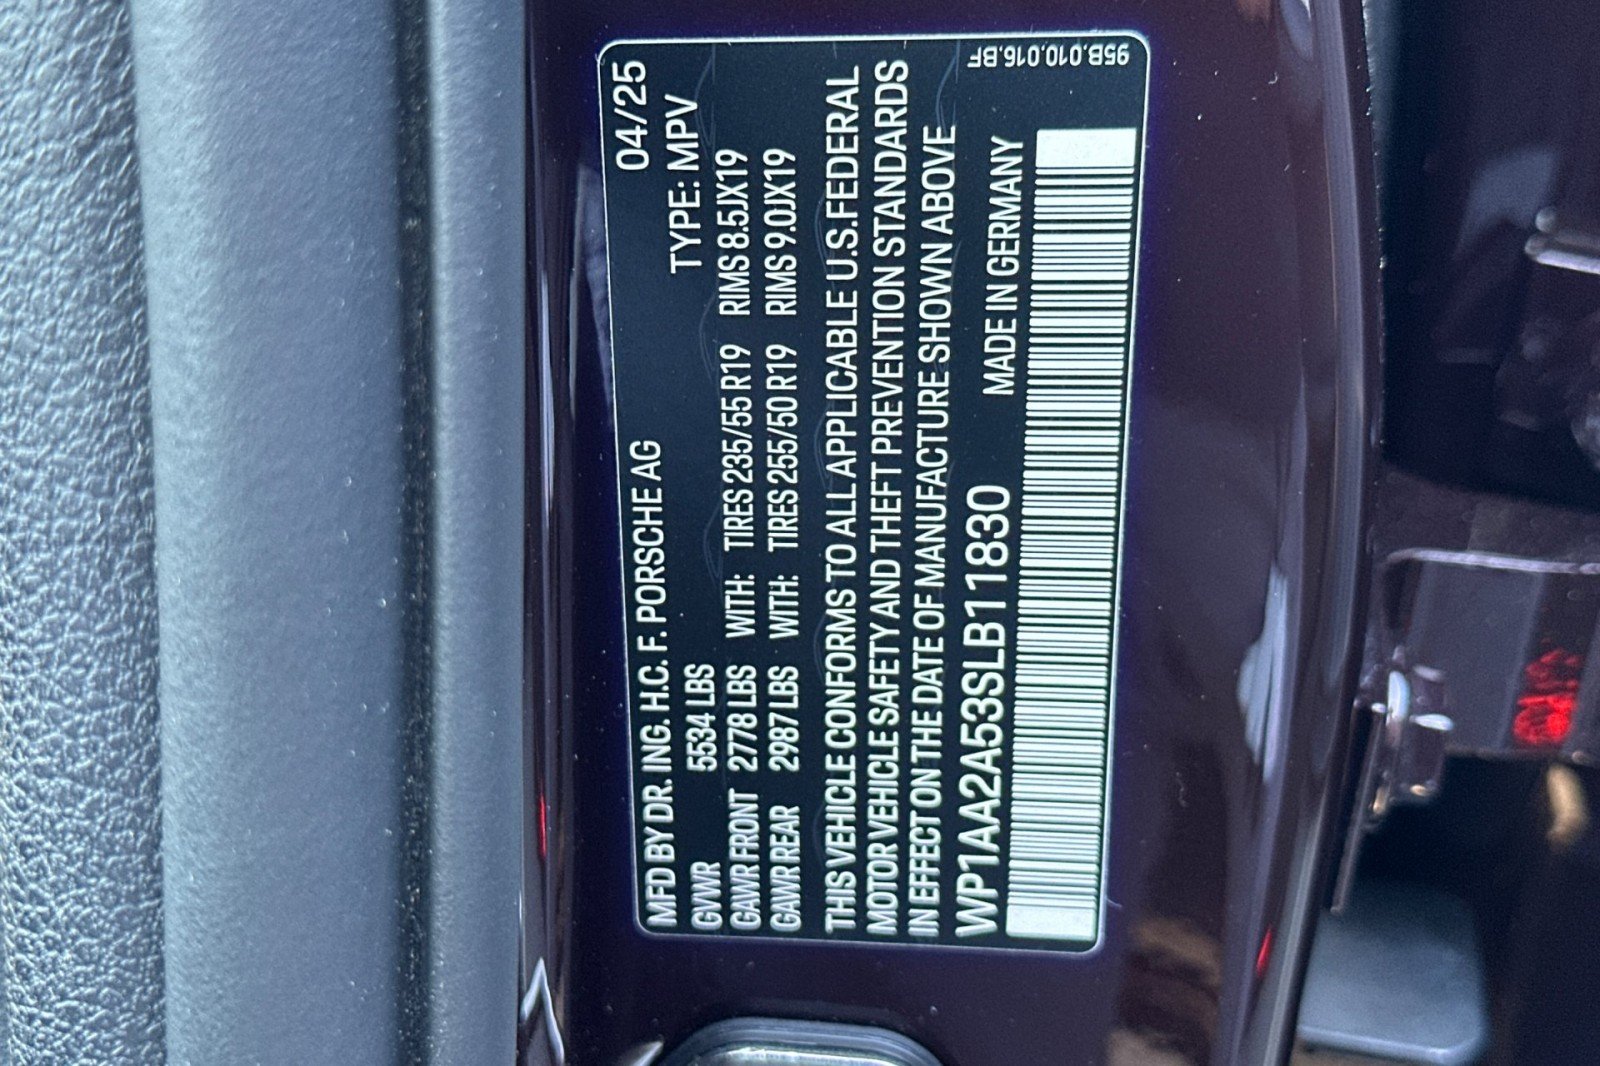 MFD BY DR. ING. H.C. F. PORSCHE AG 04/25
GVWR 5534 LBS TYPE: MPV
GAWR FRONT 2778 LBS WITH: TIRES 235/55 R19 RIMS 8.5JX19
GAWR REAR 2987 LBS WITH: TIRES 255/50 R19 RIMS 9.0JX19
THIS VEHICLE CONFORMS TO ALL APPLICABLE U.S. FEDERAL
MOTOR VEHICLE SAFETY AND THEFT PREVENTION STANDARDS
IN EFFECT ON THE DATE OF MANUFACTURE SHOWN ABOVE
WP1AA2A53SLB11830 MADE IN GERMANY
95B.010.016.BF